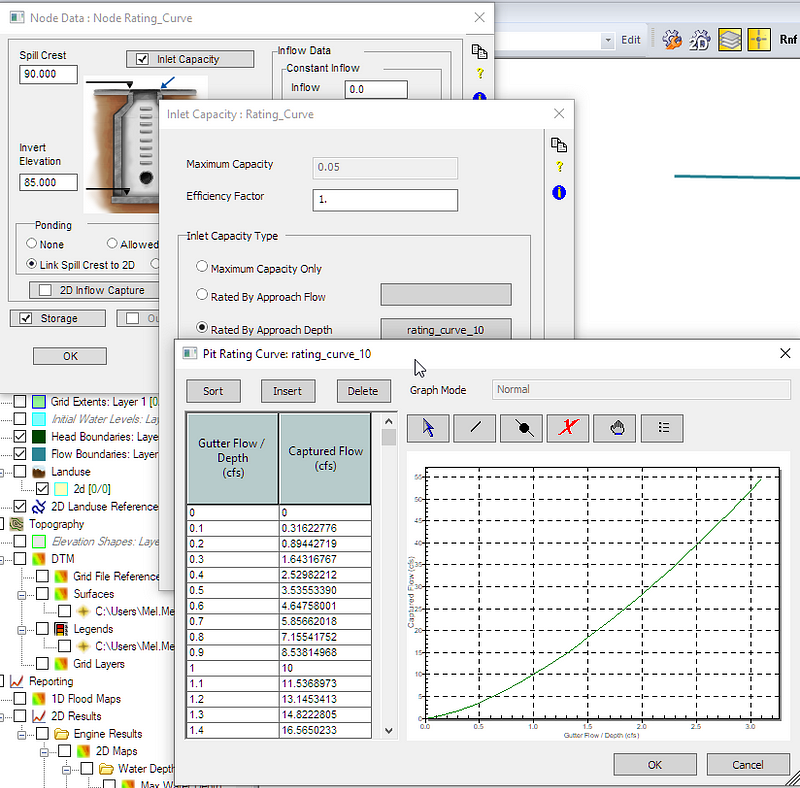 Node Data : Node Rating_Curve
Spill Crest
90.000
Inlet Capacity
Inflow Data
Constant Inflow
Inflow
0.0
Invert
Elevation
85.000
Ponding
None
Allowed
Link Spill Crest to 2D
2D Inflow Capture
Storage
OK
Edit
2D
Rnf
Inlet Capacity : Rating_Curve
Maximum Capacity
0.05
Efficiency Factor
1.
Inlet Capacity Type
Maximum Capacity Only
Rated By Approach Flow
Rated By Approach Depth
rating_curve_10
Pit Rating Curve: rating_curve_10
Sort
Insert
Delete
Graph Mode
Normal
Gutter Flow / Depth (cfs)
Captured Flow (cfs)
0 0
0.1 0.31622776
0.2 0.89442719
0.3 1.64316767
0.4 2.52982212
0.5 3.53553390
0.6 4.64758001
0.7 5.85662018
0.8 7.15541752
0.9 8.53814968
1 10
1.1 11.5368973
1.2 13.1453413
1.3 14.8222805
1.4 16.5650233
Captured Flow (cfs)
55
50
45
40
35
30
25
20
15
10
5
0
0.0 0.5 1.0 1.5 2.0 2.5 3.0
Gutter Flow / Depth (cfs)
OK
Cancel
Grid Extents: Layer 1 [0
Initial Water Levels: La
Head Boundaries: Laye
Flow Boundaries: Layer
Landuse
2d [0/0]
2D Landuse Reference
Topography
Elevation Shapes: Laye
DTM
Grid File Reference
Surfaces
C:\Users\Mel.Me
Legends
C:\Users\Mel.Me
Grid Layers
Reporting
1D Flood Maps
2D Results
Engine Results
2D Maps
Water Depth
Max Water Depth